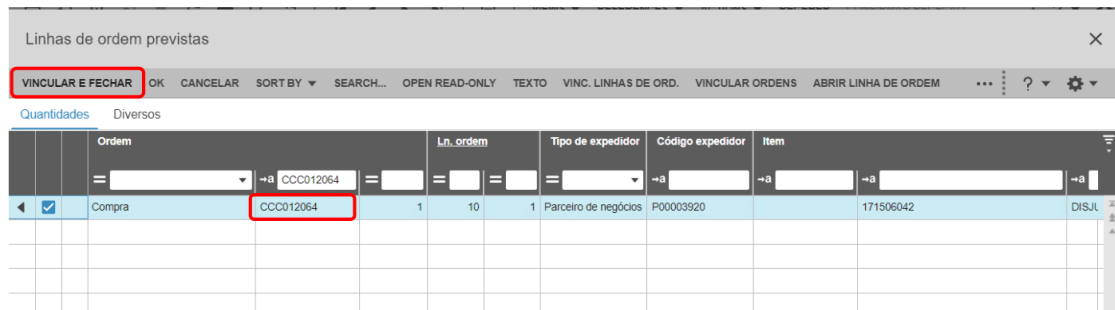 Linhas de ordem previstas
VINCULAR E FECHAR OK CANCELAR SORT BY SEARCH... OPEN READ-ONLY TEXTO VINC. LINHAS DE ORD. VINCULAR ORDENS ABRIR LINHA DE ORDEM ... ?
Quantidades Diversos
Ordem Ln. ordem Tipo de expedidor Código expedidor Item
= →a CCC012064 = = = = →a →a →a →a
Compra CCC012064 1 10 1 Parceiro de negócios P00003920 171506042 DISJU